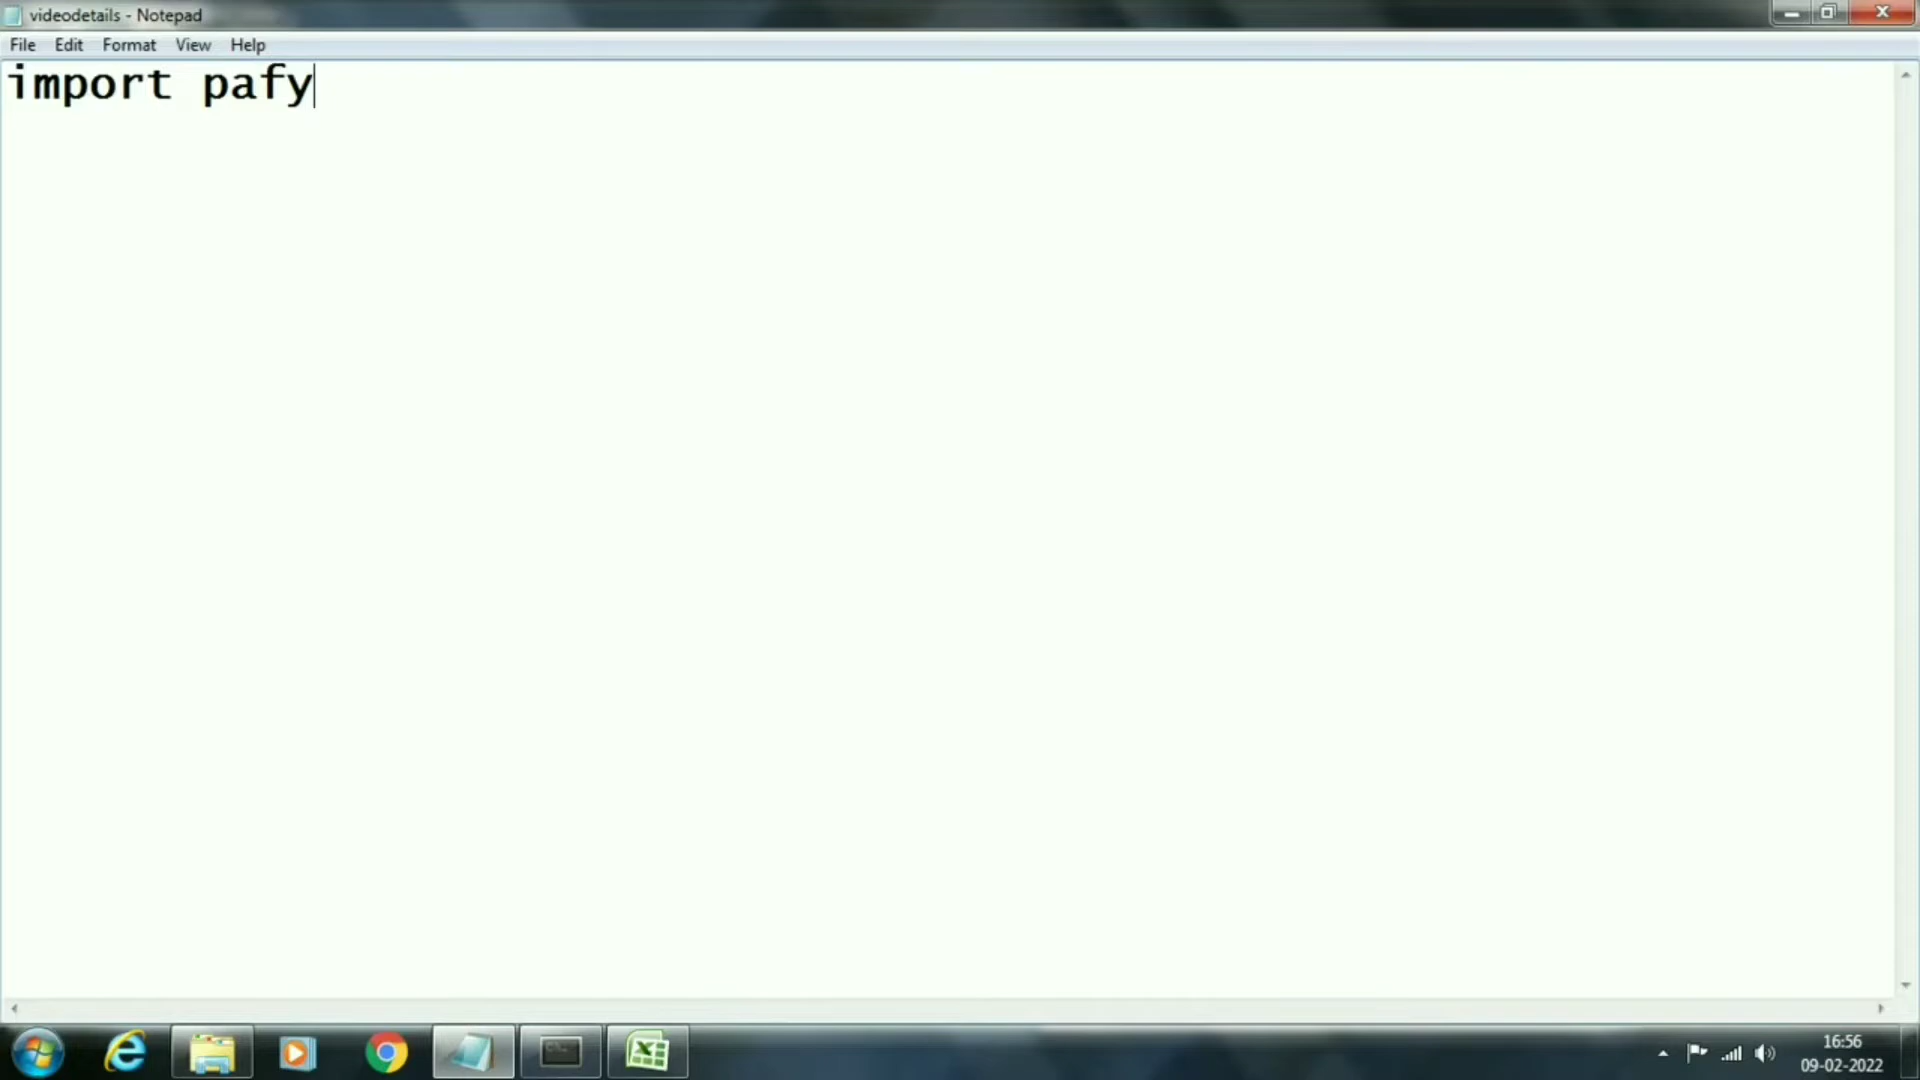 videodetails - Notepad
File Edit Format View Help
import pafy
16:56
09-02-2022